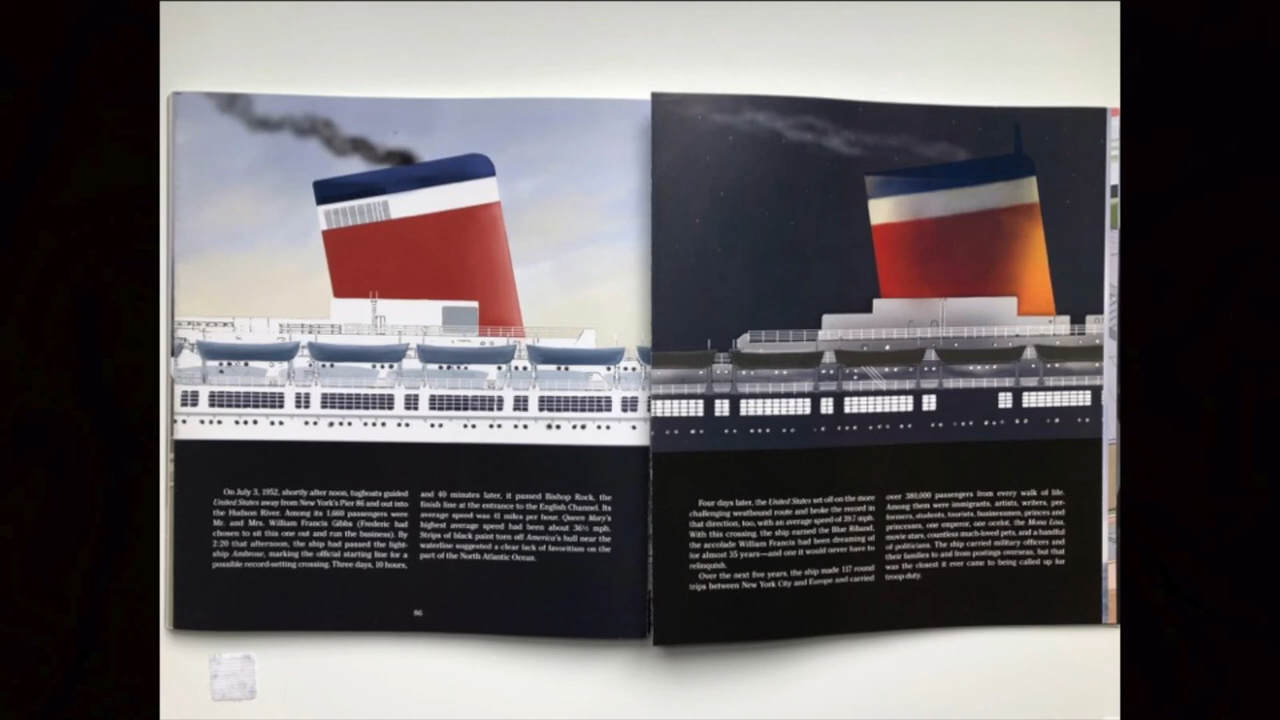 On July 3, 1952, shortly after noon, tugboats guided
United States away from New York's Pier 86 and out into
the Hudson River. Among its 1,660 passengers were
Mr. and Mrs. William Francis Gibbs (Frederic had
chosen to sit this one out and run the business). By
2:20 that afternoon, the ship had passed the light-
ship Ambrose, marking the official starting line for a
possible record-setting crossing. Three days, 10 hours,
and 40 minutes later, it passed Bishop Rock, the
finish line at the entrance to the English Channel. Its
average speed was 41 miles per hour. Queen Mary's
highest average speed had been about 36½ mph.
Strips of black paint torn off America's hull near the
waterline suggested a clear lack of favoritism on the
part of the North Atlantic Ocean.
86
Four days later, the United States set off on the more
challenging westbound route and broke the record in
that direction, too, with an average speed of 39.7 mph.
With this crossing, the ship earned the Blue Riband,
the accolade William Francis had been dreaming of
for almost 35 years—and one it would never have to
relinquish.
Over the next five years, the ship made 117 round
trips between New York City and Europe and carried
over 380,000 passengers from every walk of life.
Among them were immigrants, artists, writers, per-
formers, students, tourists, businessmen, princes and
princesses, one emperor, one ocelot, the Mona Lisa,
movie stars, countless much-loved pets, and a handful
of politicians. The ship carried military officers and
their families to and from postings overseas, but that
was the closest it ever came to being called up for
troop duty.